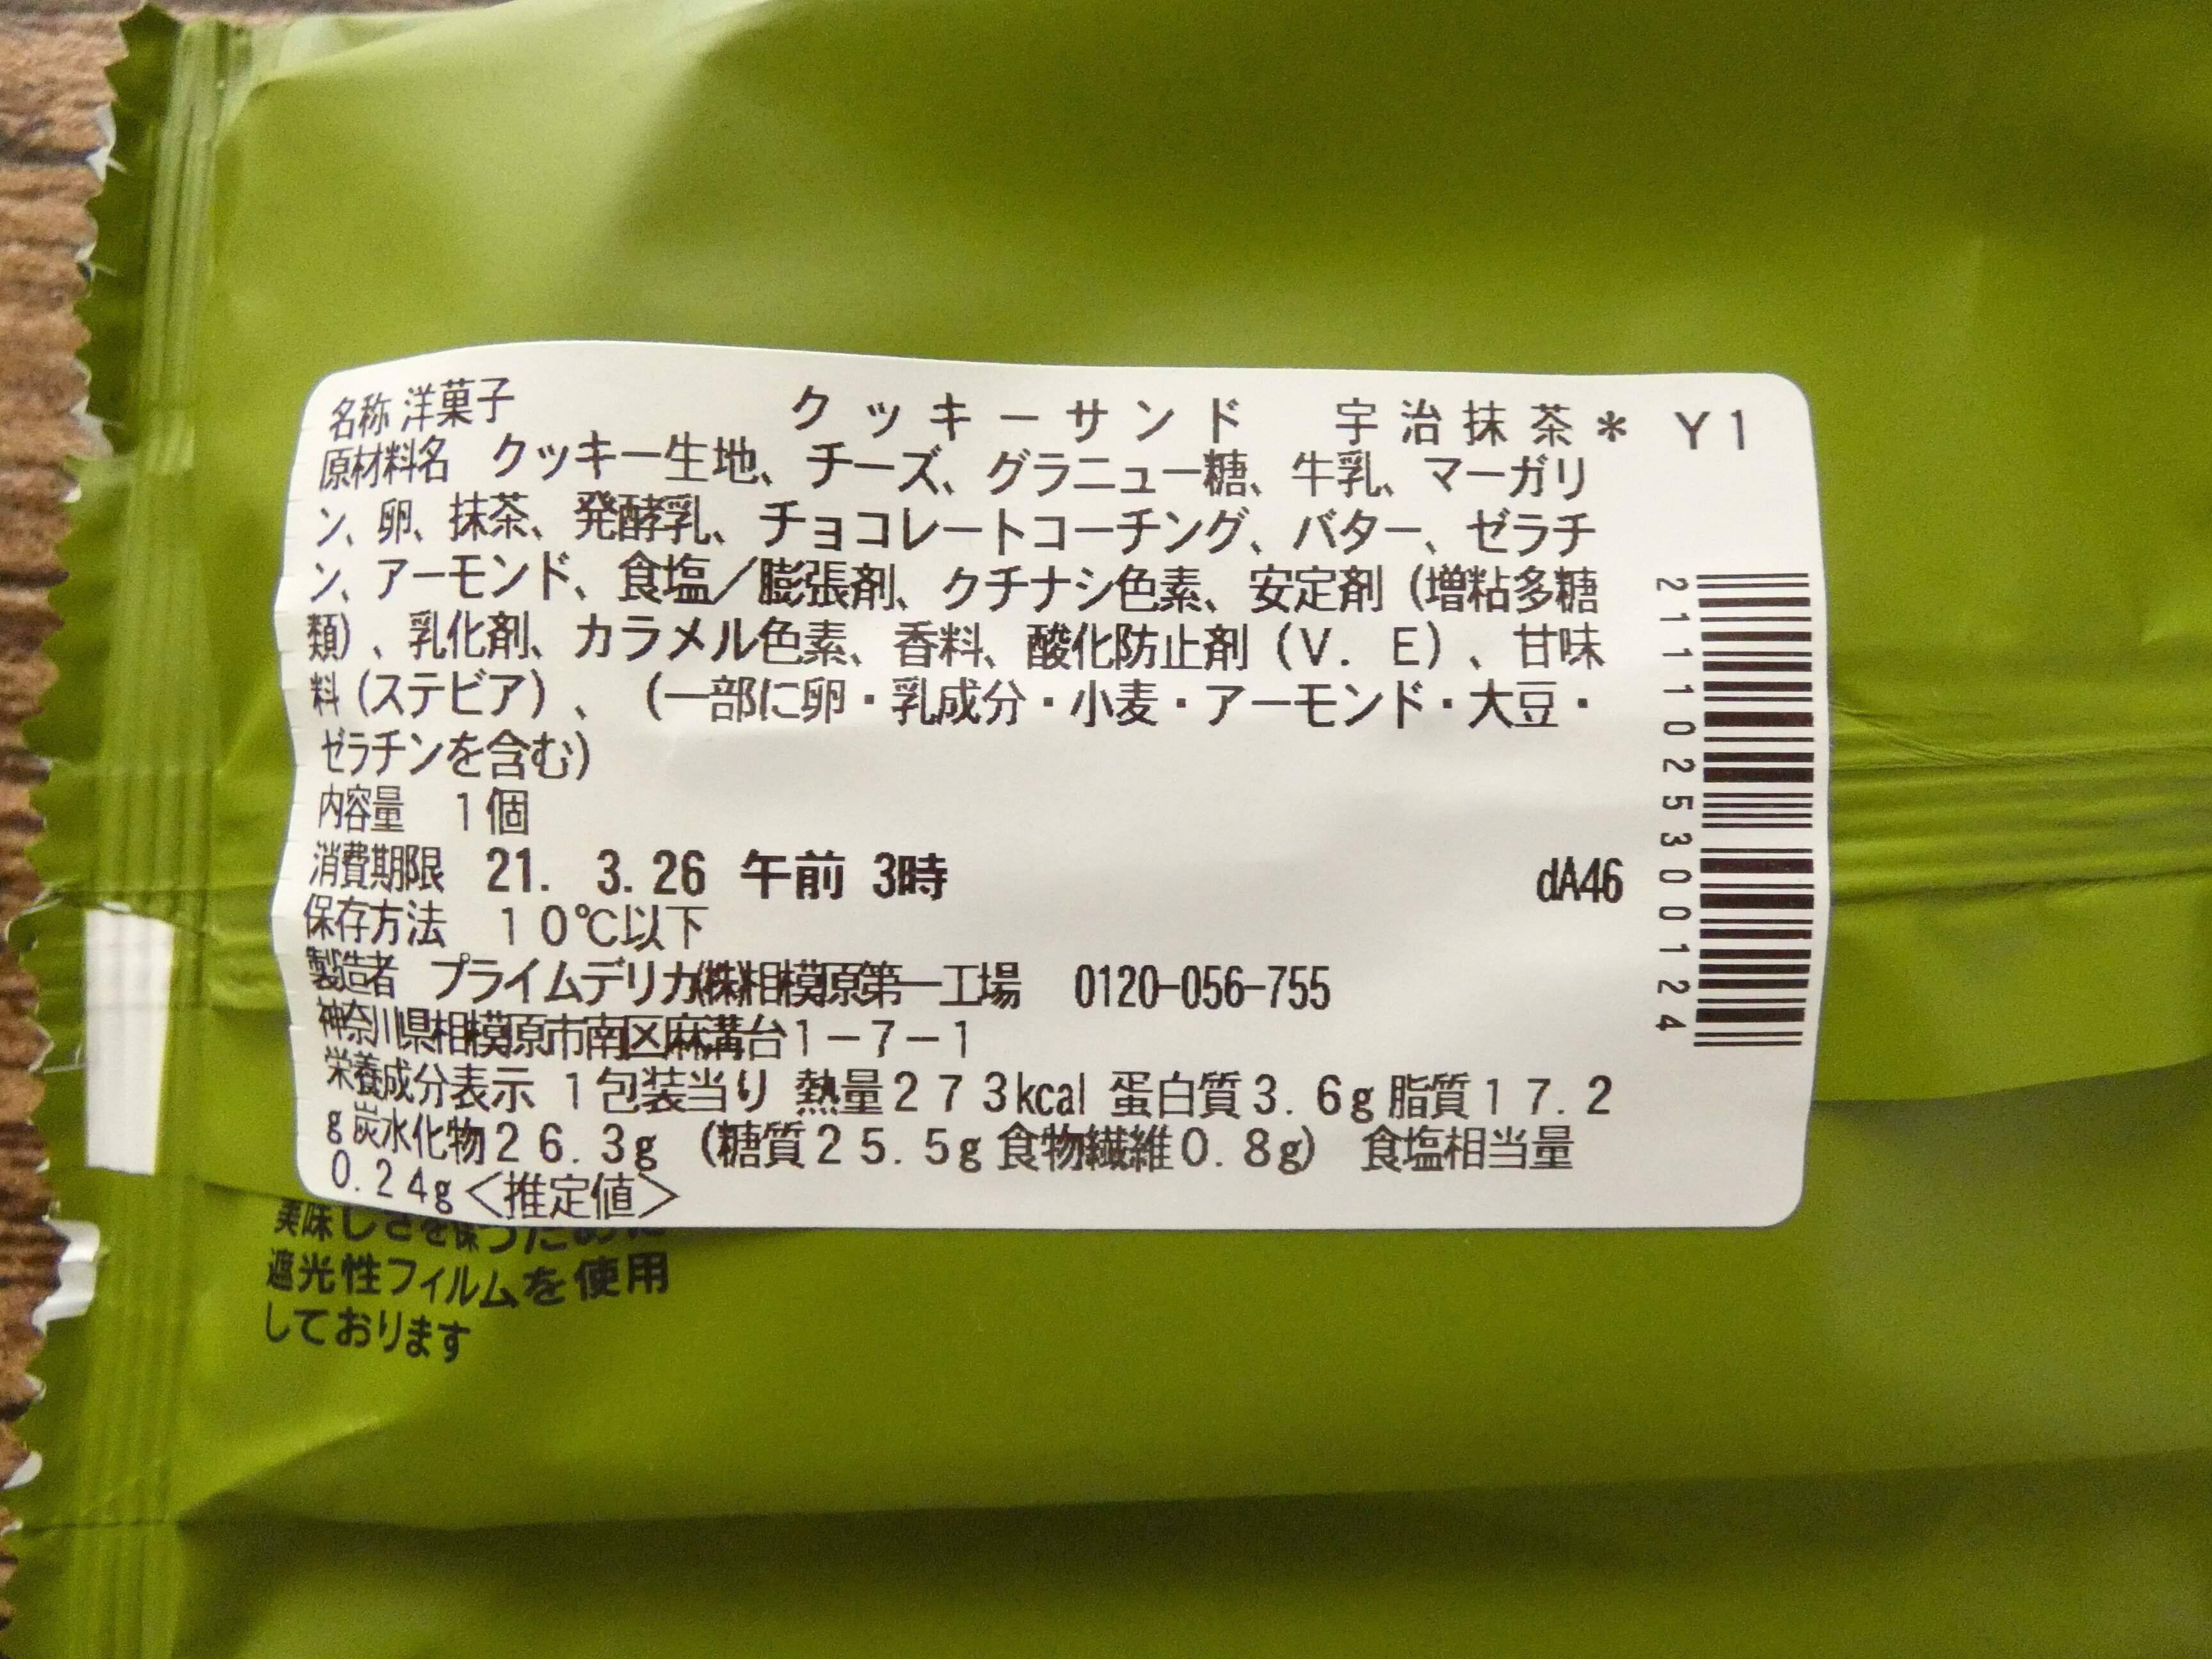 名称 洋菓子 クッキーサンド 宇治抹茶* Y1
原材料名 クッキー生地、チーズ、グラニュー糖、牛乳、マーガリ
ン、卵、抹茶、発酵乳、チョコレートコーチング、バター、ゼラチ
ン、アーモンド、食塩／膨張剤、クチナシ色素、安定剤（増粘多糖
類）、乳化剤、カラメル色素、香料、酸化防止剤（V．E）、甘味
料（ステビア）、（一部に卵・乳成分・小麦・アーモンド・大豆・
ゼラチンを含む）
内容量 1個
消費期限 21. 3.26 午前 3時 dA46
保存方法 10℃以下
製造者 プライムデリカ㈱相模原第一工場 0120-056-755
神奈川県相模原市南区麻溝台1-7-1
栄養成分表示 1包装当り 熱量273kcal 蛋白質3.6g 脂質17.2
g 炭水化物26.3g （糖質25.5g 食物繊維0.8g） 食塩相当量
0.24g＜推定値＞
2111025300124
美味しさを保つために
遮光性フィルムを使用
しております